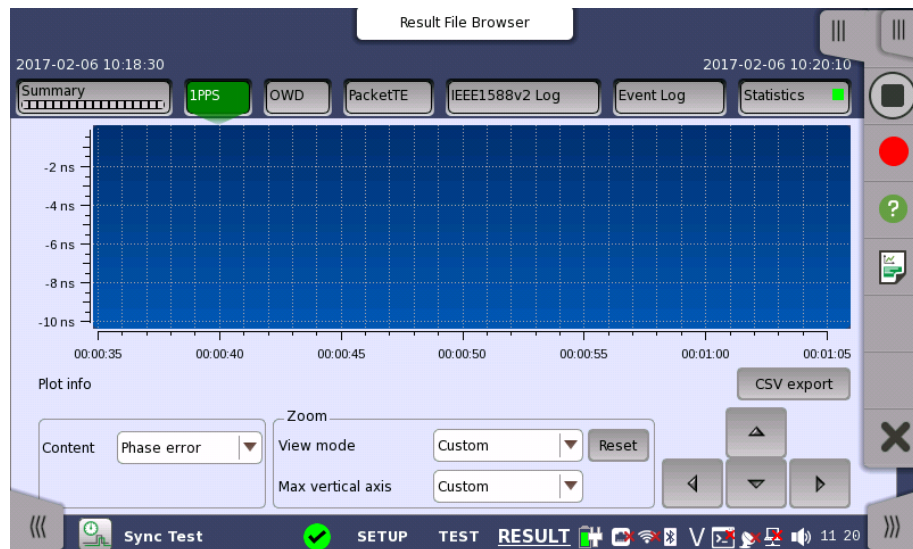 Result File Browser
2017-02-06 10:18:30
2017-02-06 10:20:10
Summary
1PPS
OWD
PacketTE
IEEE1588v2 Log
Event Log
Statistics
-2 ns
-4 ns
-6 ns
-8 ns
-10 ns
00:00:35
00:00:40
00:00:45
00:00:50
00:00:55
00:01:00
00:01:05
Plot info
CSV export
Zoom
Content
Phase error
View mode
Custom
Reset
Max vertical axis
Custom
Sync Test
SETUP
TEST
RESULT
V
11 20